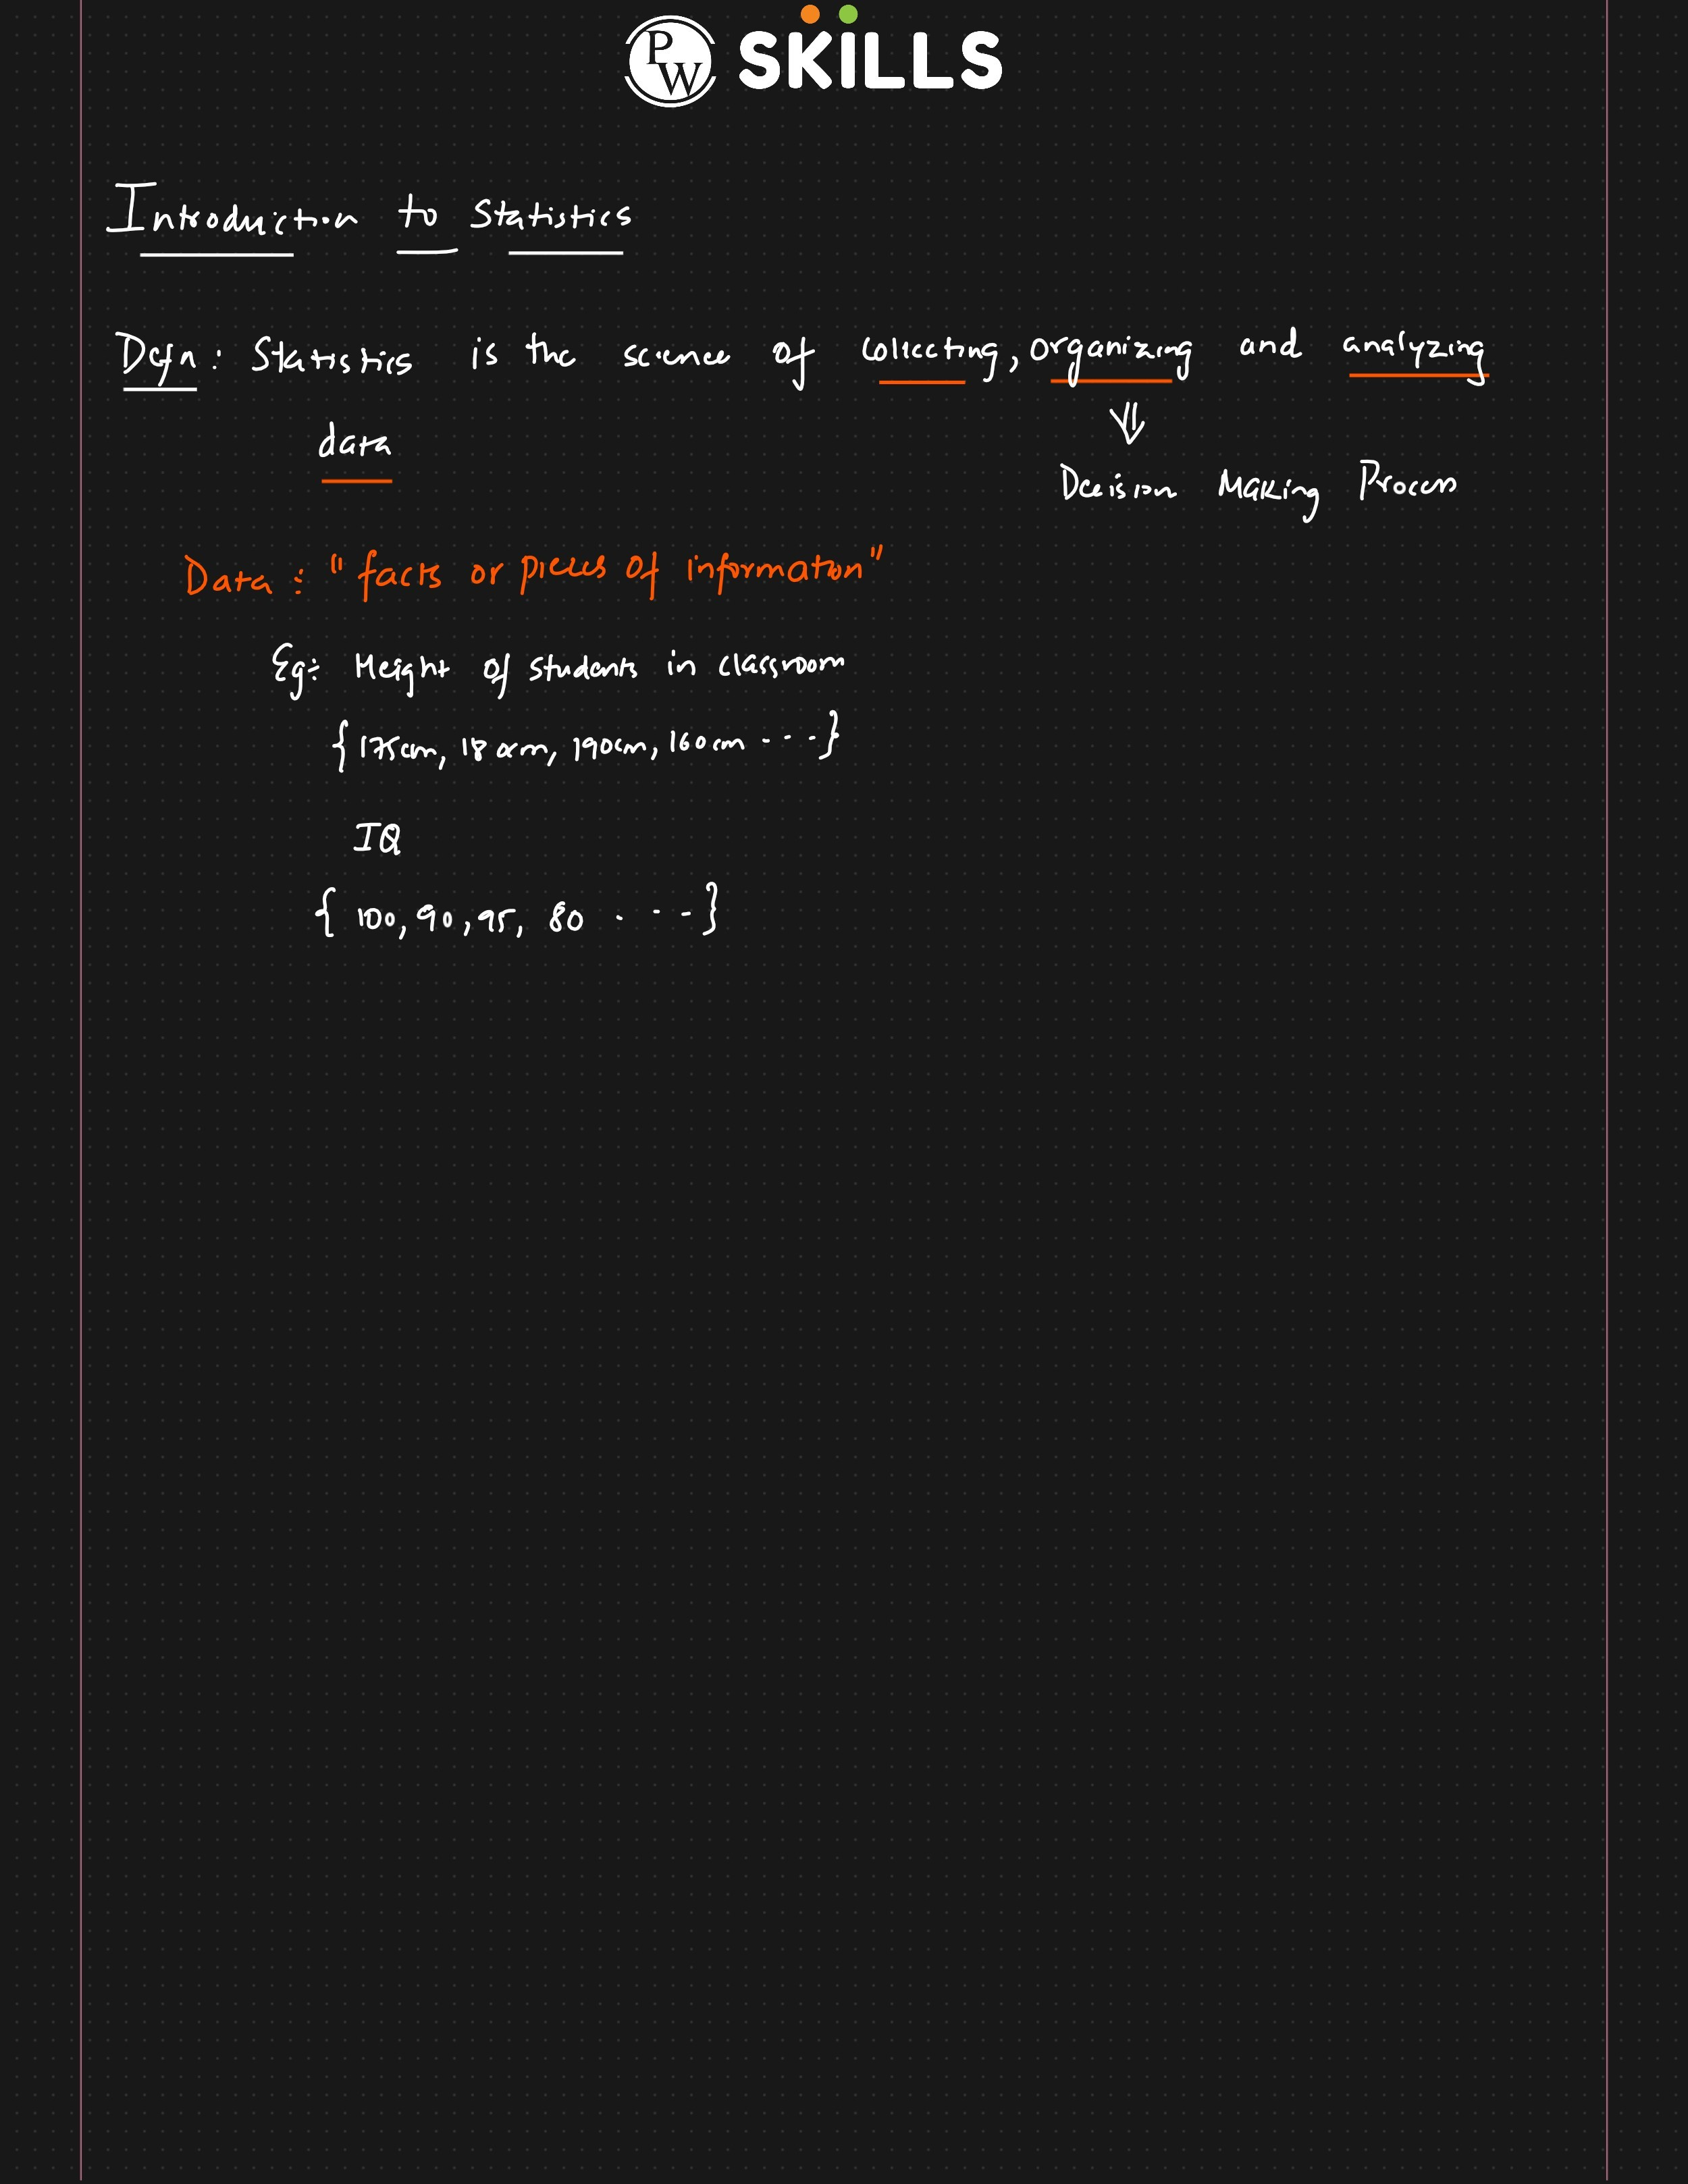 PW SKILLS
Introduction to Statistics
Defn: Statistics is the science of collecting, organizing and analyzing
data
⇓
Decision Making Process
Data: "facts or pieces of information"
Eg: Height of students in classroom
{175cm, 180cm, 190cm, 160cm ----}
IQ
{100, 90, 95, 80 ----}